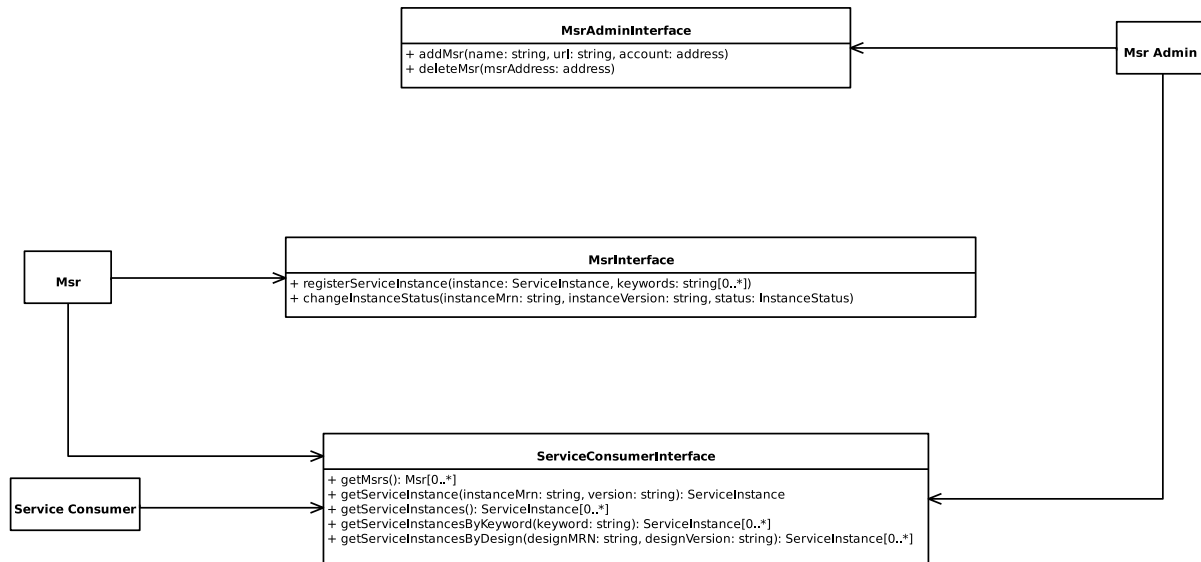 MsrAdminInterface
+ addMsr(name: string, url: string, account: address)
+ deleteMsr(msrAddress: address)
Msr Admin
Msr
MsrInterface
+ registerServiceInstance(instance: ServiceInstance, keywords: string[0..*])
+ changeInstanceStatus(instanceMrn: string, instanceVersion: string, status: InstanceStatus)
Service Consumer
ServiceConsumerInterface
+ getMsrs(): Msr[0..*]
+ getServiceInstance(instanceMrn: string, version: string): ServiceInstance
+ getServiceInstances(): ServiceInstance[0..*]
+ getServiceInstancesByKeyword(keyword: string): ServiceInstance[0..*]
+ getServiceInstancesByDesign(designMRN: string, designVersion: string): ServiceInstance[0..*]